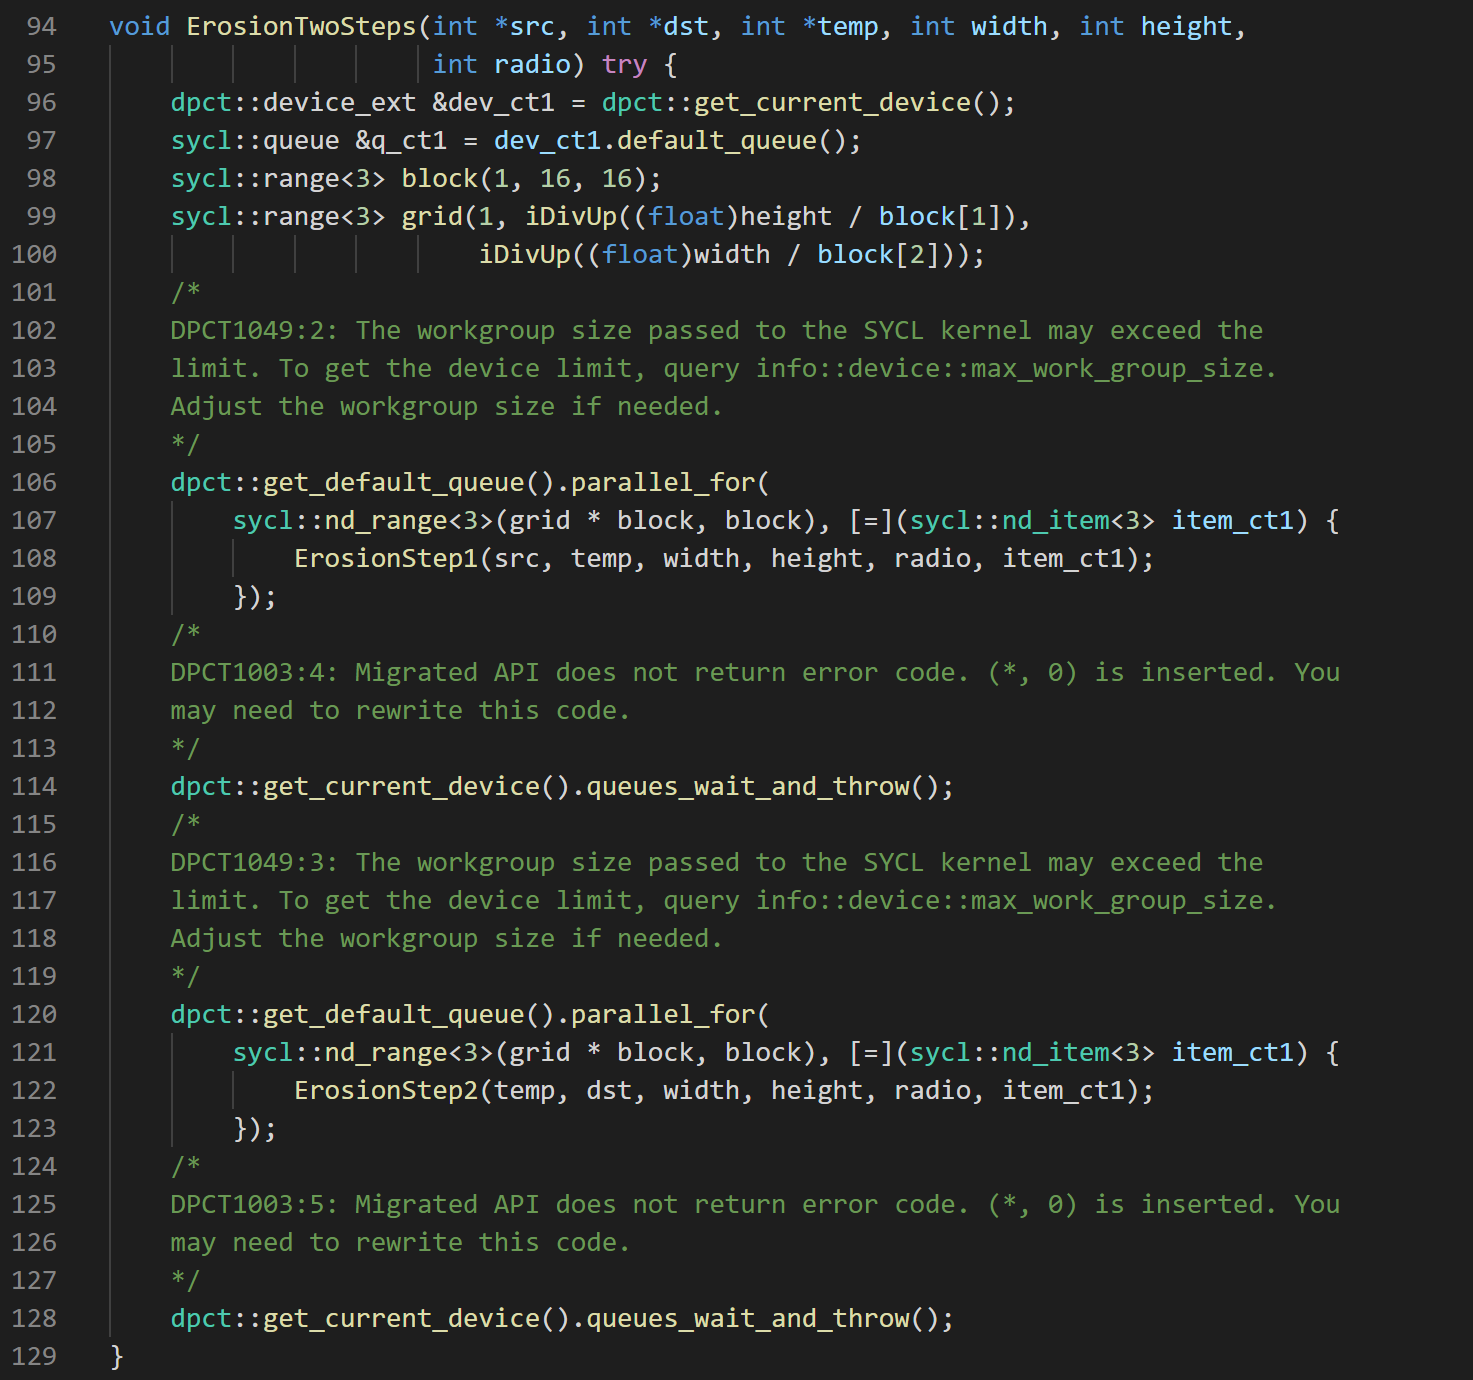 94 void ErosionTwoSteps(int *src, int *dst, int *temp, int width, int height,
95                      int radio) try {
96     dpct::device_ext &dev_ct1 = dpct::get_current_device();
97     sycl::queue &q_ct1 = dev_ct1.default_queue();
98     sycl::range<3> block(1, 16, 16);
99     sycl::range<3> grid(1, iDivUp((float)height / block[1]),
100                         iDivUp((float)width / block[2]));
101    /*
102    DPCT1049:2: The workgroup size passed to the SYCL kernel may exceed the
103    limit. To get the device limit, query info::device::max_work_group_size.
104    Adjust the workgroup size if needed.
105    */
106    dpct::get_default_queue().parallel_for(
107        sycl::nd_range<3>(grid * block, block), [=](sycl::nd_item<3> item_ct1) {
108            ErosionStep1(src, temp, width, height, radio, item_ct1);
109        });
110    /*
111    DPCT1003:4: Migrated API does not return error code. (*, 0) is inserted. You
112    may need to rewrite this code.
113    */
114    dpct::get_current_device().queues_wait_and_throw();
115    /*
116    DPCT1049:3: The workgroup size passed to the SYCL kernel may exceed the
117    limit. To get the device limit, query info::device::max_work_group_size.
118    Adjust the workgroup size if needed.
119    */
120    dpct::get_default_queue().parallel_for(
121        sycl::nd_range<3>(grid * block, block), [=](sycl::nd_item<3> item_ct1) {
122            ErosionStep2(temp, dst, width, height, radio, item_ct1);
123        });
124    /*
125    DPCT1003:5: Migrated API does not return error code. (*, 0) is inserted. You
126    may need to rewrite this code.
127    */
128    dpct::get_current_device().queues_wait_and_throw();
129 }